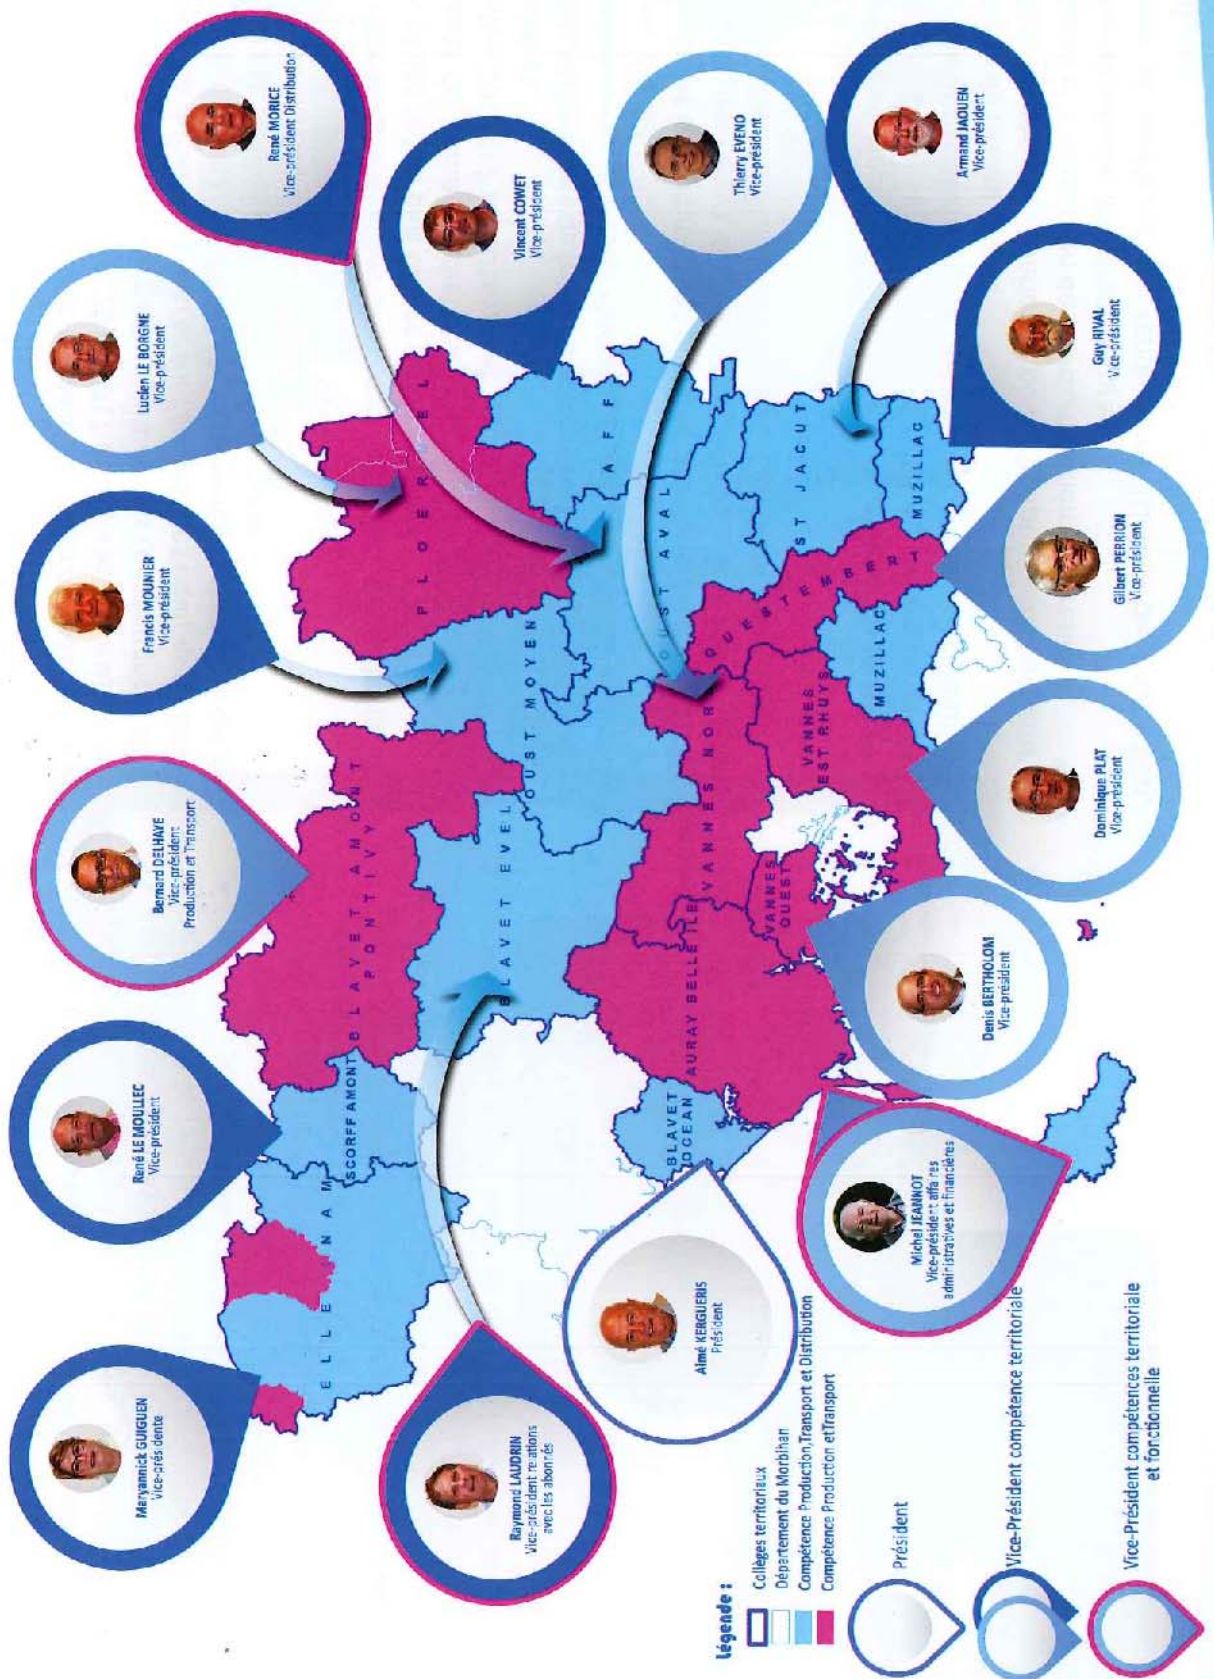 Maryannick GUIGUEN
Vice-présidente
René LE MOULLEC
Vice-président
Bernard DELHAYE
Vice-président
Production et Transport
Francis MOUNIER
Vice-président
Lucien LE BORGNE
Vice-président
René MORICE
Vice-président Distribution
Vincent COWET
Vice-président
Thierry EVENO
Vice-président
Armand JAOUEN
Vice-président
Guy RIVAL
Vice-président
Gilbert PERRION
Vice-président
Dominique PLAT
Vice-président
Denis BERTHOLOM
Vice-président
Michel JEANNOT
Vice-président affaires
administratives et financières
Aimé KERGUERIS
Président
Raymond LAUDRIN
Vice-président relations
avec les abonnés
ELLE INAM
SCORFF AMONT
BLAVET AMONT
PONTIVY
BLAVET EVEL
OUST MOYEN
PLOERMEL
AFF
OUST AVAL
ST JACUT
MUZILLAC
QUESTEMBERT
MUZILLAC
VANNES NORD
VANNES
EST RHUYS
VANNES
OUEST
AURAY BELLE ILE
BLAVET
OCEAN
Légende :
Collèges territoriaux
Département du Morbihan
Compétence Production,Transport et Distribution
Compétence Production etTransport
Président
Vice-Président compétence territoriale
Vice-Président compétences territoriale
et fonctionnelle